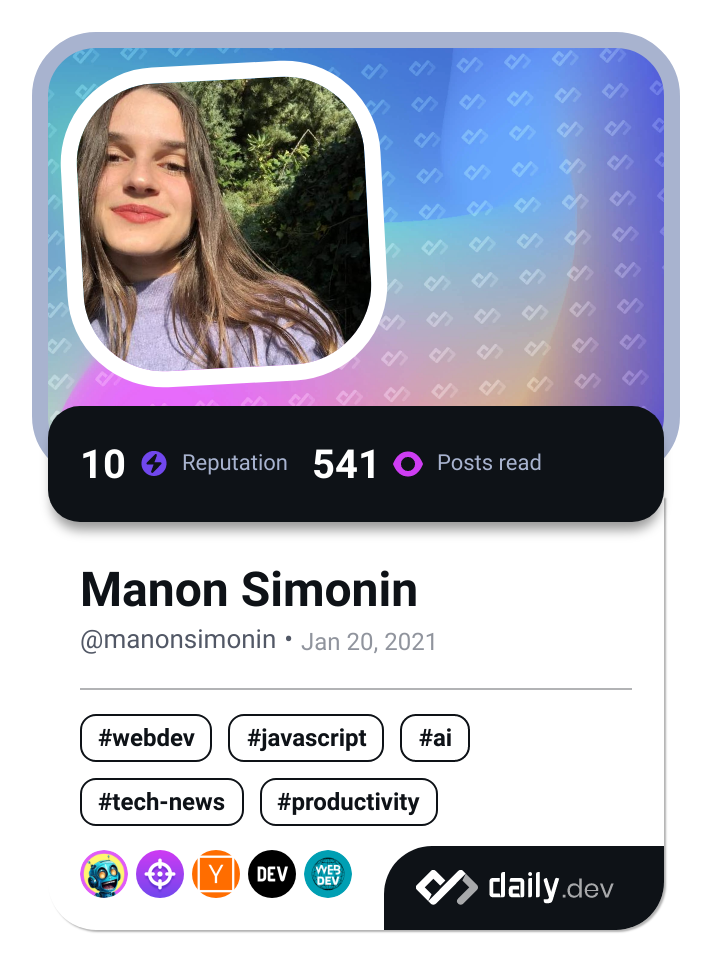 10 Reputation 541 Posts read
Manon Simonin
@manonsimonin • Jan 20, 2021
#webdev #javascript #ai
#tech-news #productivity
Y DEV WEB DEV daily.dev